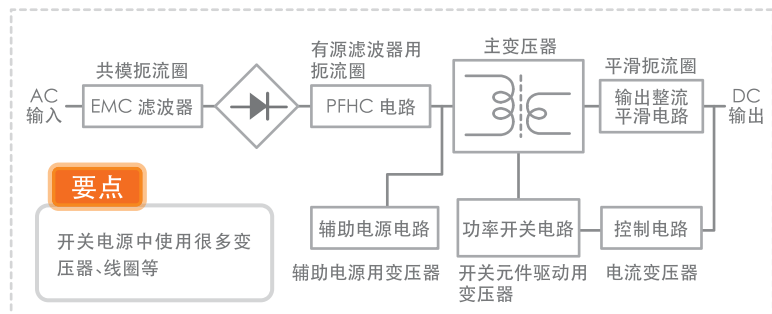 共模扼流圈
有源滤波器用
扼流圈
主变压器
平滑扼流圈
AC
输入
EMC 滤波器
PFHC 电路
输出整流
平滑电路
DC
输出
要点
开关电源中使用很多变
压器、线圈等
辅助电源电路
辅助电源用变压器
功率开关电路
开关元件驱动用
变压器
控制电路
电流变压器